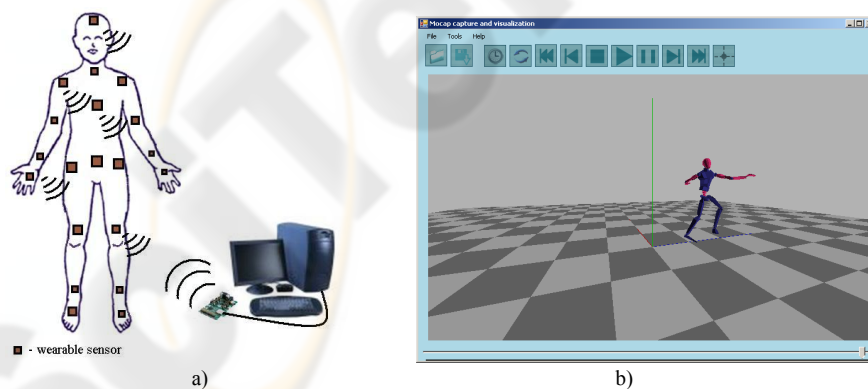 Mocap capture and visualization
File Tools Help
- wearable sensor
a)
b)